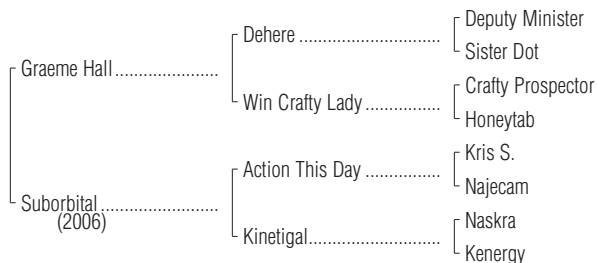 Deputy Minister
Dehere ........................................
Sister Dot
Graeme Hall .............................
Crafty Prospector
Win Crafty Lady .....................
Honeytab
Kris S.
Action This Day .....................
Najecam
Suborbital .................................
(2006)
Naskra
Kinetigal .....................................
Kenergy